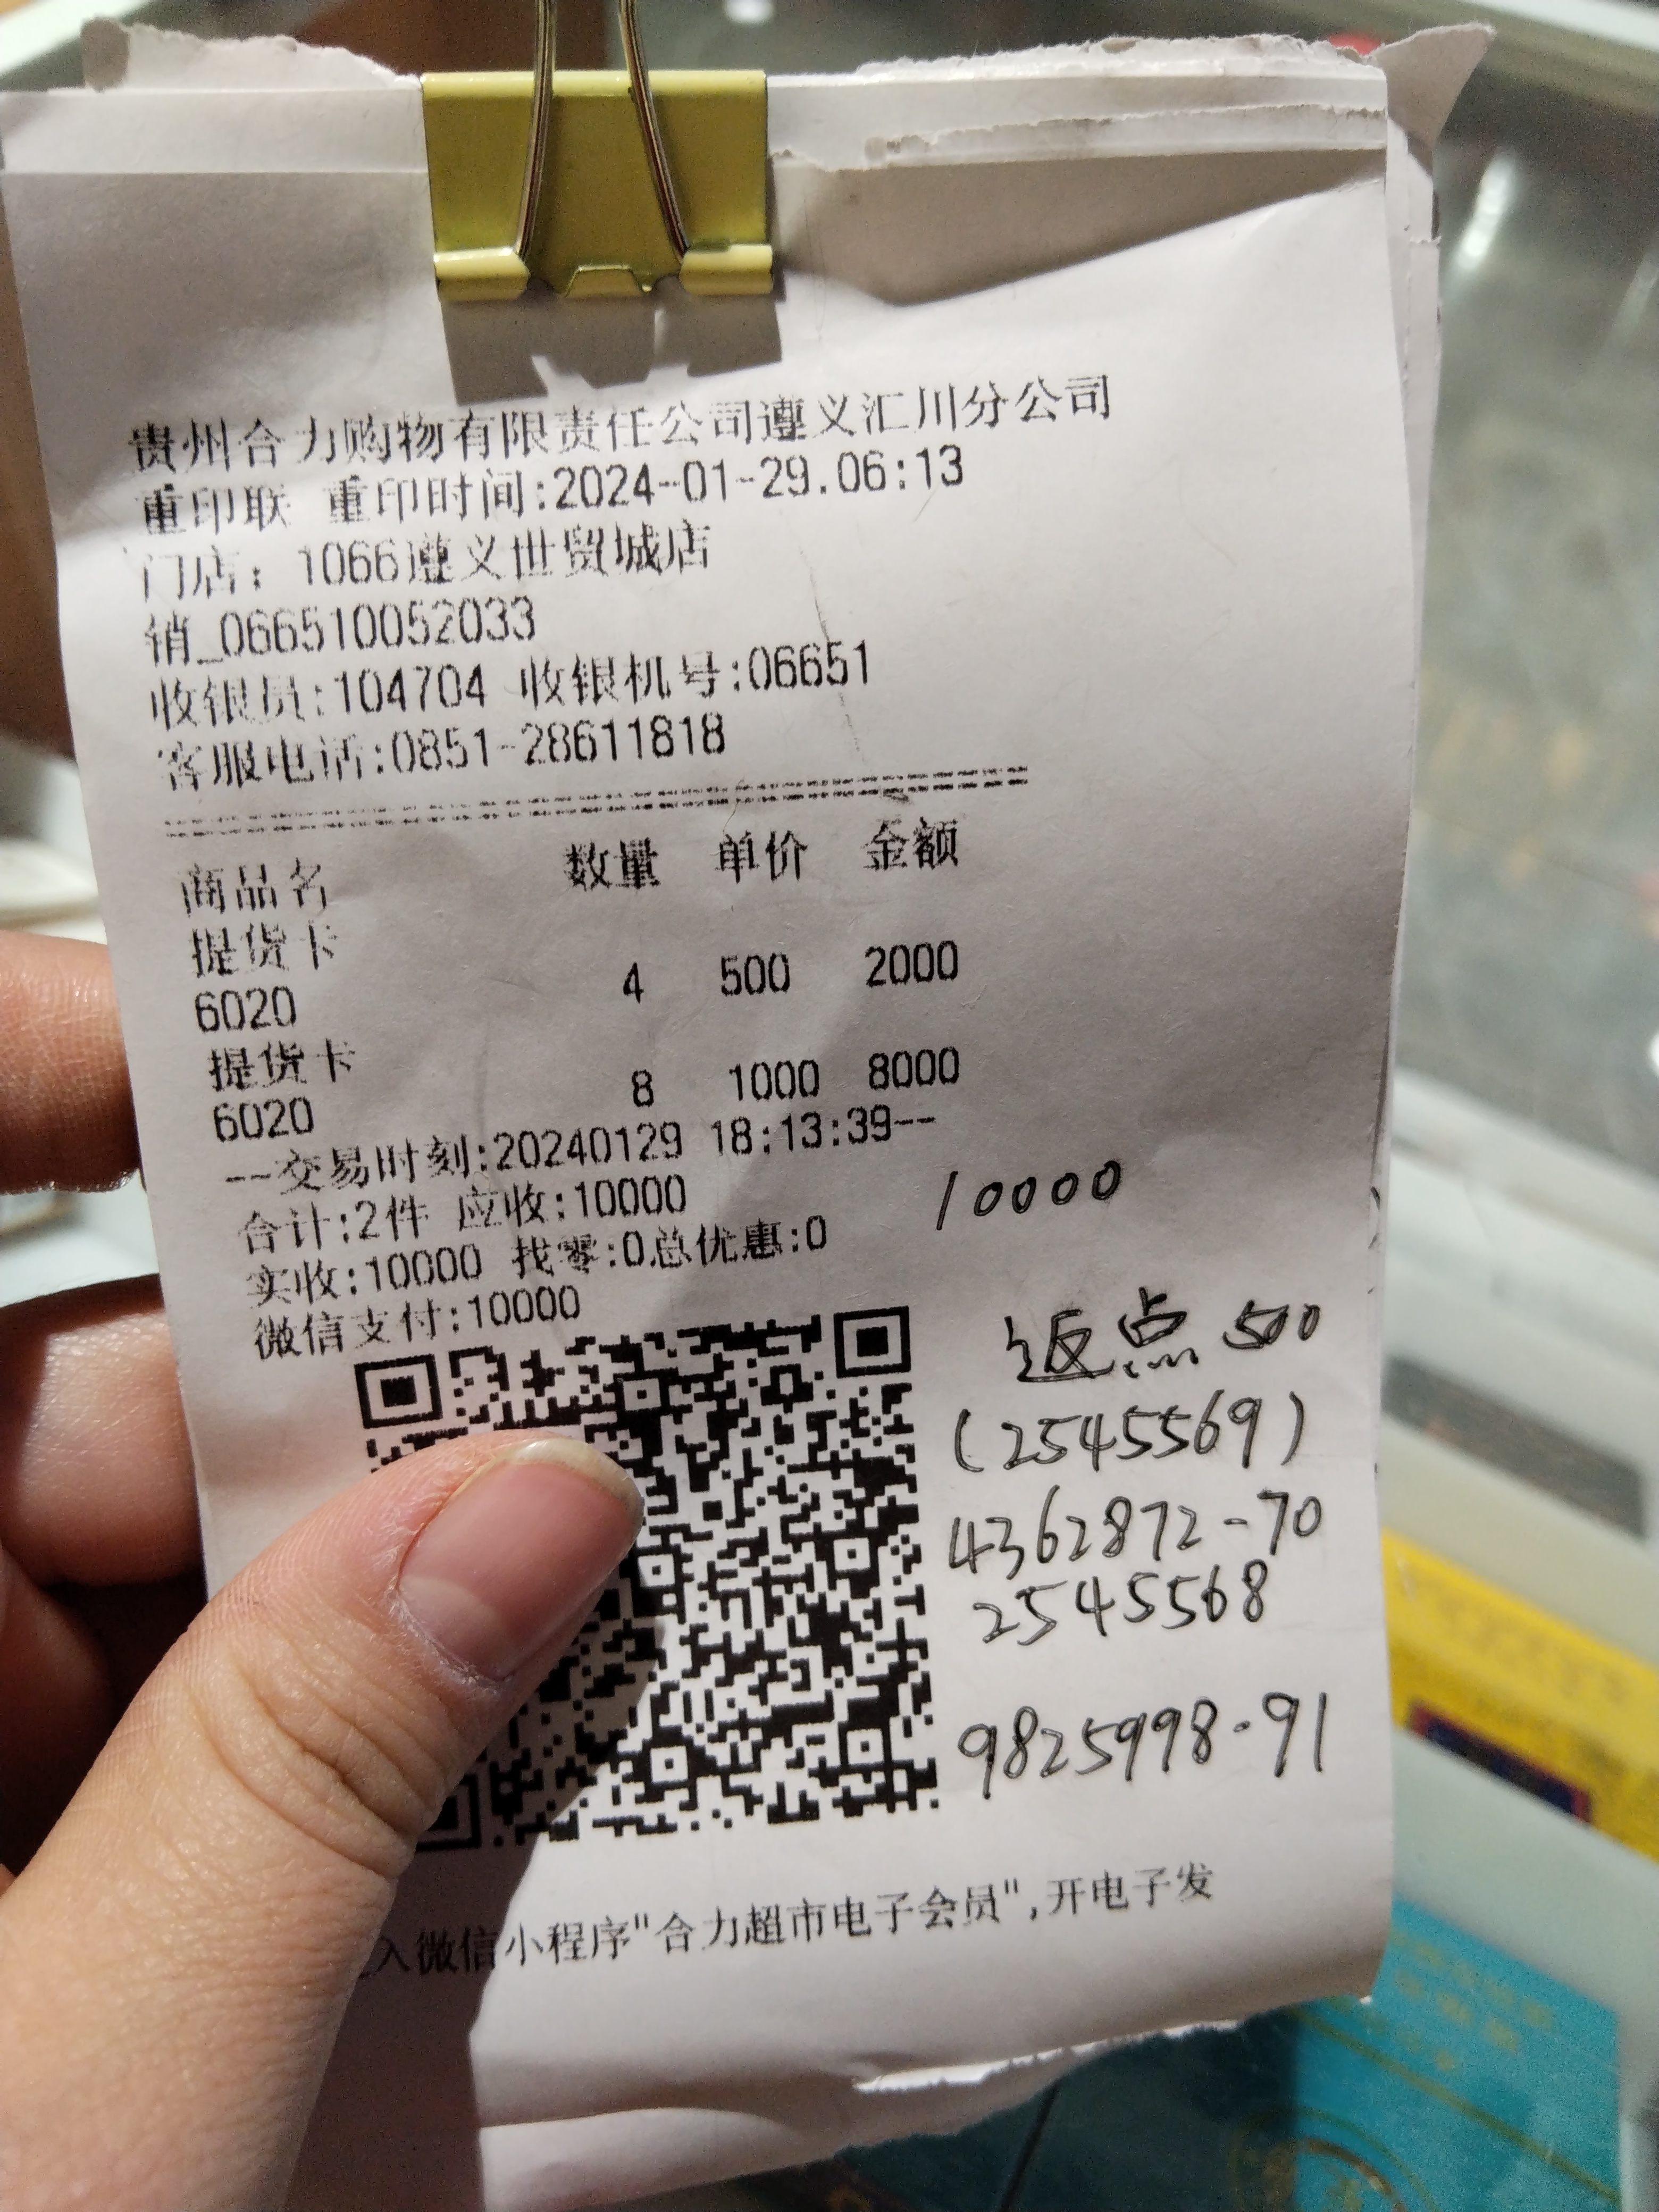 贵州合力购物有限责任公司遵义汇川分公司
重印联 重印时间:2024-01-29.06:13
门店：1066遵义世贸城店
销_066510052033
收银员:104704 收银机号:06651
客服电话:0851-28611818
商品名 数量 单价 金额
提货卡
6020 4 500 2000
提货卡
6020 8 1000 8000
--交易时刻:20240129 18:13:39--
合计:2件 应收:10000
实收:10000 找零:0总优惠:0
微信支付:10000
10000
返点 500
(2545569)
4362872-70
2545568
9825998-91
入微信小程序"合力超市电子会员",开电子发